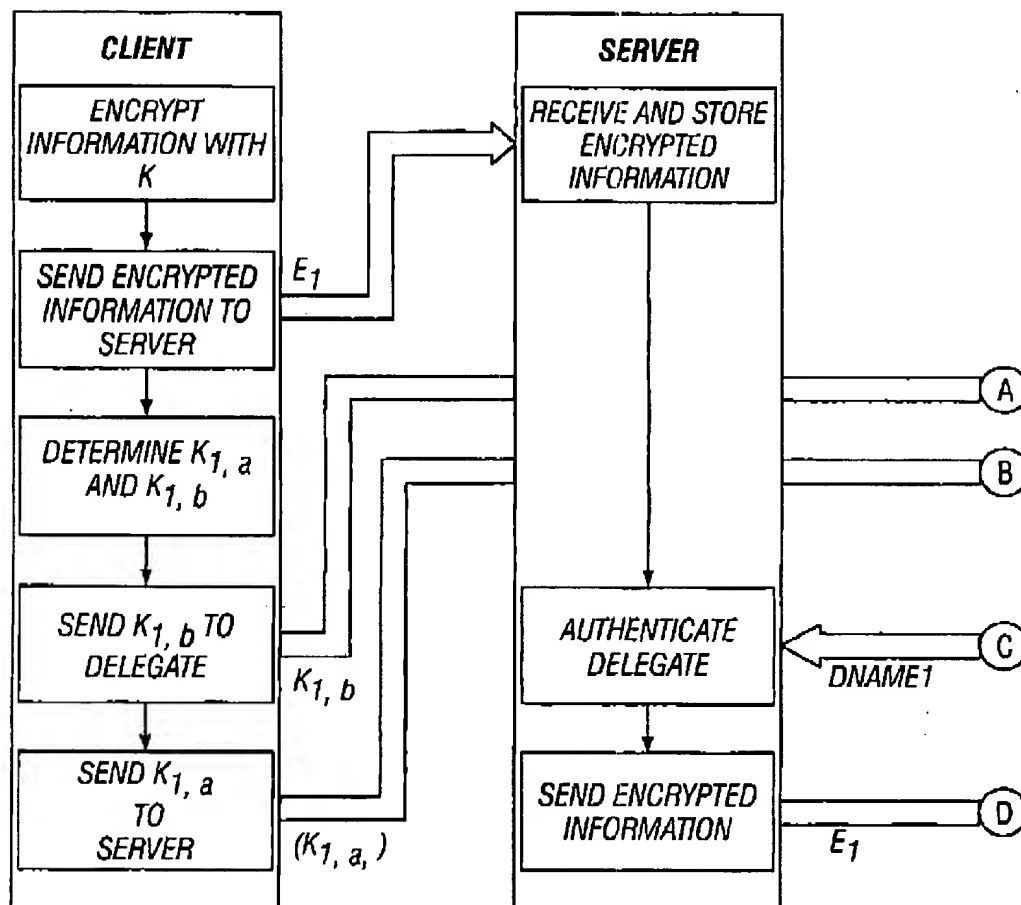 CLIENT
ENCRYPT
INFORMATION WITH
K
SEND ENCRYPTED
INFORMATION TO
SERVER
E1
DETERMINE K1, a
AND K1, b
SEND K1, b TO
DELEGATE
K1, b
SEND K1, a
TO
SERVER
(K1, a, )
SERVER
RECEIVE AND STORE
ENCRYPTED
INFORMATION
A
B
AUTHENTICATE
DELEGATE
C
DNAME1
SEND ENCRYPTED
INFORMATION
D
E1